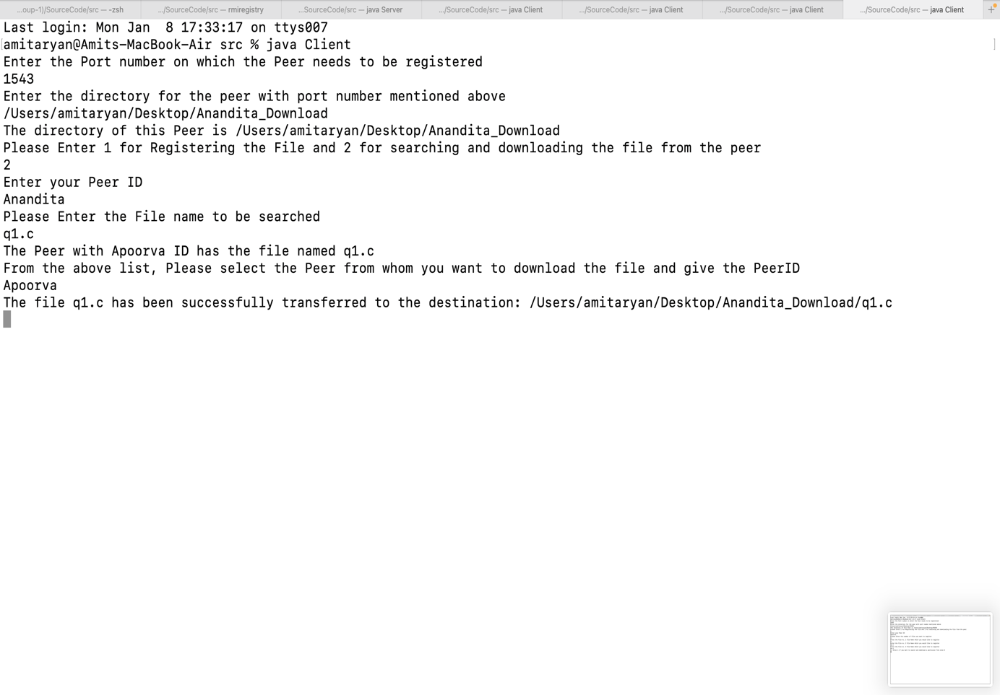 ...oup-1)/SourceCode/src — -zsh
.../SourceCode/src — rmiregistry
...SourceCode/src — java Server
.../SourceCode/src — java Client
.../SourceCode/src — java Client
.../SourceCode/src — java Client
.../SourceCode/src — java Client
+
Last login: Mon Jan  8 17:33:17 on ttys007
[amitaryan@Amits-MacBook-Air src % java Client ]
Enter the Port number on which the Peer needs to be registered
1543
Enter the directory for the peer with port number mentioned above
/Users/amitaryan/Desktop/Anandita_Download
The directory of this Peer is /Users/amitaryan/Desktop/Anandita_Download
Please Enter 1 for Registering the File and 2 for searching and downloading the file from the peer
2
Enter your Peer ID
Anandita
Please Enter the File name to be searched
q1.c
The Peer with Apoorva ID has the file named q1.c
From the above list, Please select the Peer from whom you want to download the file and give the PeerID
Apoorva
The file q1.c has been successfully transferred to the destination: /Users/amitaryan/Desktop/Anandita_Download/q1.c